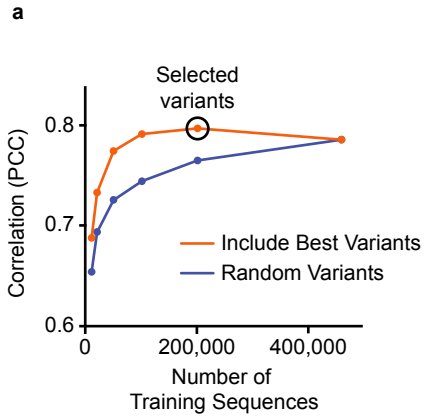 a
Selected
variants
Correlation (PCC)
0.8
0.7
0.6
Include Best Variants
Random Variants
0
200,000
400,000
Number of
Training Sequences